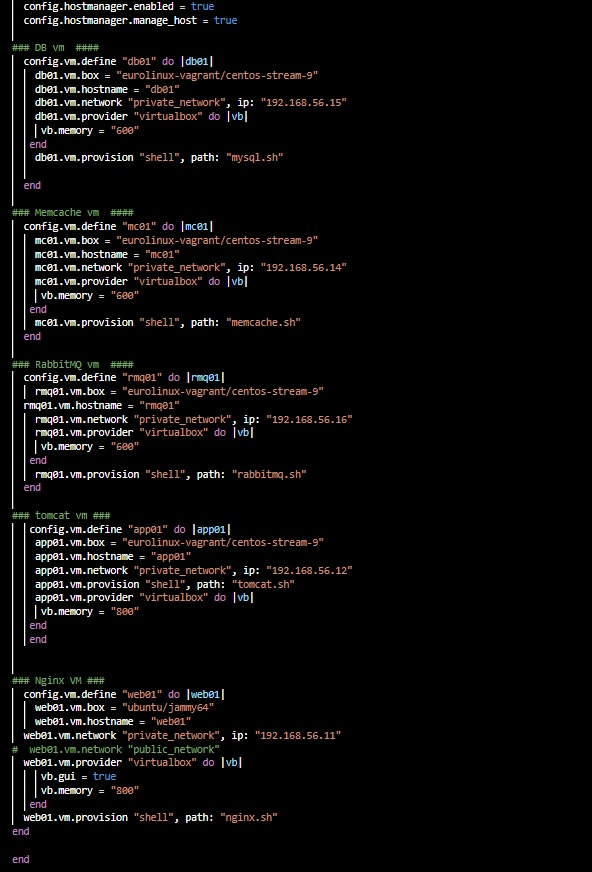 config.hostmanager.enabled = true
config.hostmanager.manage_host = true
### DB vm  ####
config.vm.define "db01" do |db01|
db01.vm.box = "eurolinux-vagrant/centos-stream-9"
db01.vm.hostname = "db01"
db01.vm.network "private_network", ip: "192.168.56.15"
db01.vm.provider "virtualbox" do |vb|
vb.memory = "600"
end
db01.vm.provision "shell", path: "mysql.sh"
end
### Memcache vm  ####
config.vm.define "mc01" do |mc01|
mc01.vm.box = "eurolinux-vagrant/centos-stream-9"
mc01.vm.hostname = "mc01"
mc01.vm.network "private_network", ip: "192.168.56.14"
mc01.vm.provider "virtualbox" do |vb|
vb.memory = "600"
end
mc01.vm.provision "shell", path: "memcache.sh"
end
### RabbitMQ vm  ####
config.vm.define "rmq01" do |rmq01|
rmq01.vm.box = "eurolinux-vagrant/centos-stream-9"
rmq01.vm.hostname = "rmq01"
rmq01.vm.network "private_network", ip: "192.168.56.16"
rmq01.vm.provider "virtualbox" do |vb|
vb.memory = "600"
end
rmq01.vm.provision "shell", path: "rabbitmq.sh"
end
### tomcat vm ###
config.vm.define "app01" do |app01|
app01.vm.box = "eurolinux-vagrant/centos-stream-9"
app01.vm.hostname = "app01"
app01.vm.network "private_network", ip: "192.168.56.12"
app01.vm.provision "shell", path: "tomcat.sh"
app01.vm.provider "virtualbox" do |vb|
vb.memory = "800"
end
end
### Nginx VM ###
config.vm.define "web01" do |web01|
web01.vm.box = "ubuntu/jammy64"
web01.vm.hostname = "web01"
web01.vm.network "private_network", ip: "192.168.56.11"
#  web01.vm.network "public_network"
web01.vm.provider "virtualbox" do |vb|
vb.gui = true
vb.memory = "800"
end
web01.vm.provision "shell", path: "nginx.sh"
end
end